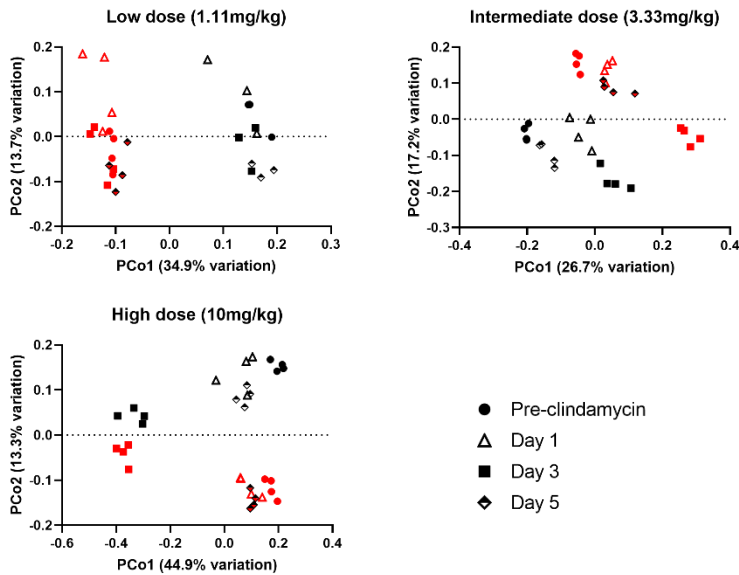 Low dose (1.11mg/kg)
0.2
0.1
0.0
-0.1
-0.2
-0.2
-0.1
0.0
0.1
0.2
0.3
PCo2 (13.7% variation)
PCo1 (34.9% variation)
Intermediate dose (3.33mg/kg)
0.2
0.1
0.0
-0.1
-0.2
-0.3
-0.4
-0.2
0.0
0.2
0.4
PCo2 (17.2% variation)
PCo1 (26.7% variation)
High dose (10mg/kg)
0.2
0.1
0.0
-0.1
-0.2
-0.6
-0.4
-0.2
0.0
0.2
0.4
PCo2 (13.3% variation)
PCo1 (44.9% variation)
Pre-clindamycin
Day 1
Day 3
Day 5